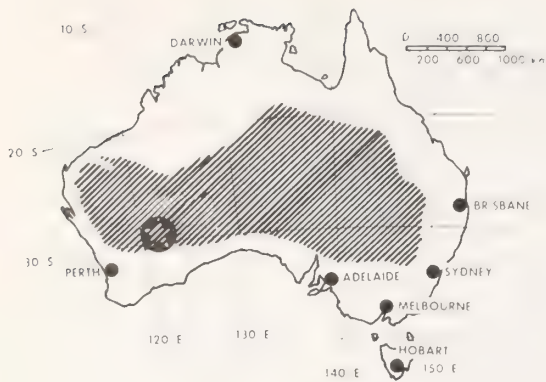 10 S
DARWIN
0 400 800
200 600 1000 km
20 S
BRISBANE
30 S
PERTH
ADELAIDE
SYDNEY
MELBOURNE
120 E
130 E
HOBART
140 E
150 E